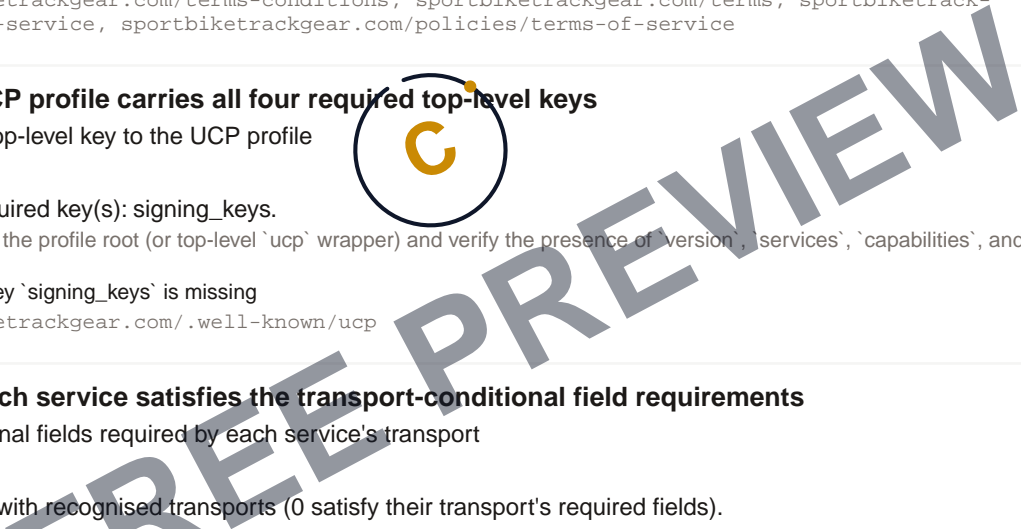 etrackgear.com/terms-conditions, sportbiketrackgear.com/terms, sportbiketrack-
-service, sportbiketrackgear.com/policies/terms-of-service
CP profile carries all four required top-level keys
op-level key to the UCP profile
uired key(s): signing_keys.
the profile root (or top-level `ucp` wrapper) and verify the presence of `version`, `services`, `capabilities`, and
ey `signing_keys` is missing
etrackgear.com/.well-known/ucp
ch service satisfies the transport-conditional field requirements
nal fields required by each service's transport
with recognised transports (0 satisfy their transport's required fields).
C
FREE PREVIEW